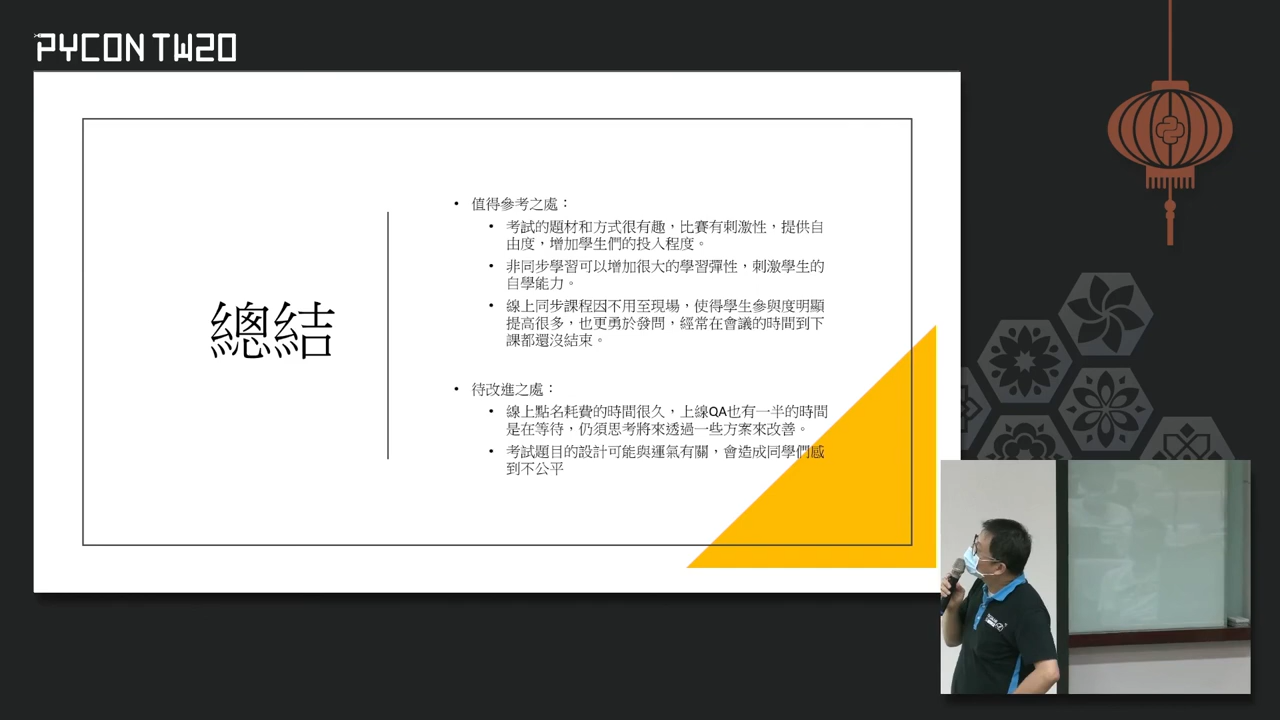 PYCON TW20
總結
• 值得參考之處：
• 考試的題材和方式很有趣，比賽有刺激性，提供自
由度，增加學生們的投入程度。
• 非同步學習可以增加很大的學習彈性，刺激學生的
自學能力。
• 線上同步課程因不用至現場，使得學生參與度明顯
提高很多，也更勇於發問，經常在會議的時間到下
課都還沒結束。
• 待改進之處：
• 線上點名耗費的時間很久，上線QA也有一半的時間
是在等待，仍須思考將來透過一些方案來改善。
• 考試題目的設計可能與運氣有關，會造成同學們感
到不公平